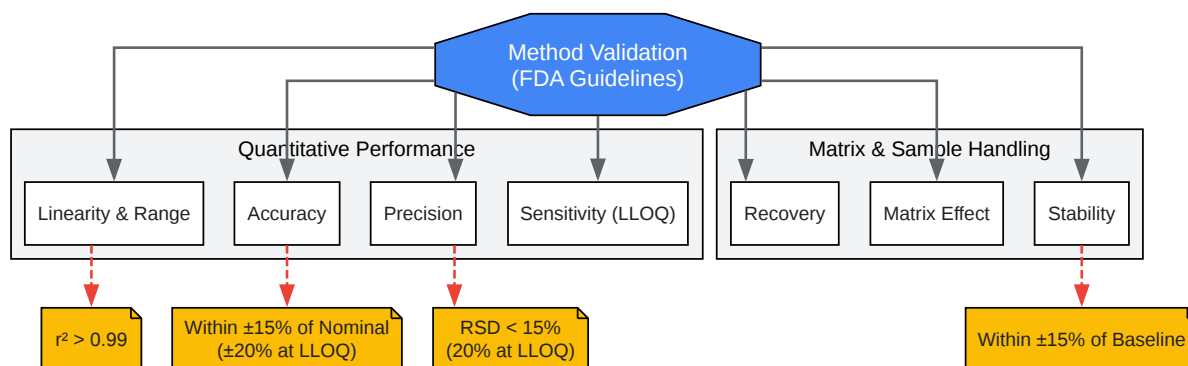 Method Validation
(FDA Guidelines)
Quantitative Performance
Matrix & Sample Handling
Linearity & Range
Accuracy
Precision
Sensitivity (LLOQ)
Recovery
Matrix Effect
Stability
r² > 0.99
Within ±15% of Nominal
(±20% at LLOQ)
RSD < 15%
(20% at LLOQ)
Within ±15% of Baseline